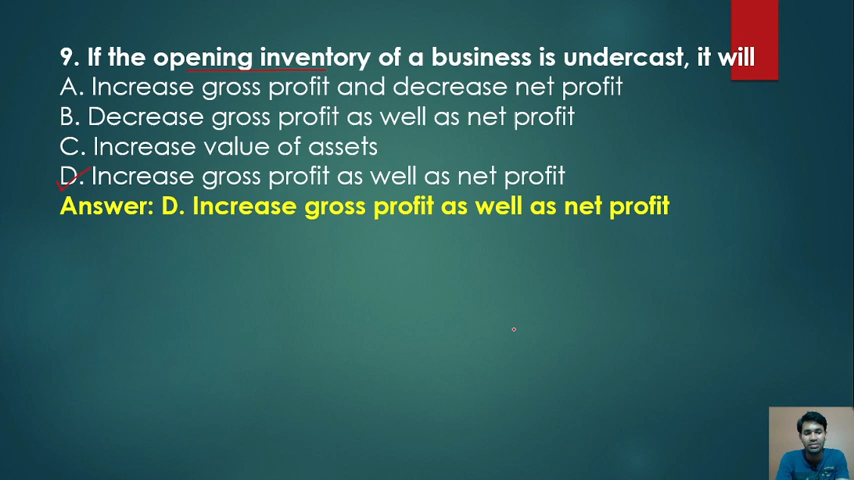 9. If the opening inventory of a business is undercast, it will
A. Increase gross profit and decrease net profit
B. Decrease gross profit as well as net profit
C. Increase value of assets
D. Increase gross profit as well as net profit
Answer: D. Increase gross profit as well as net profit